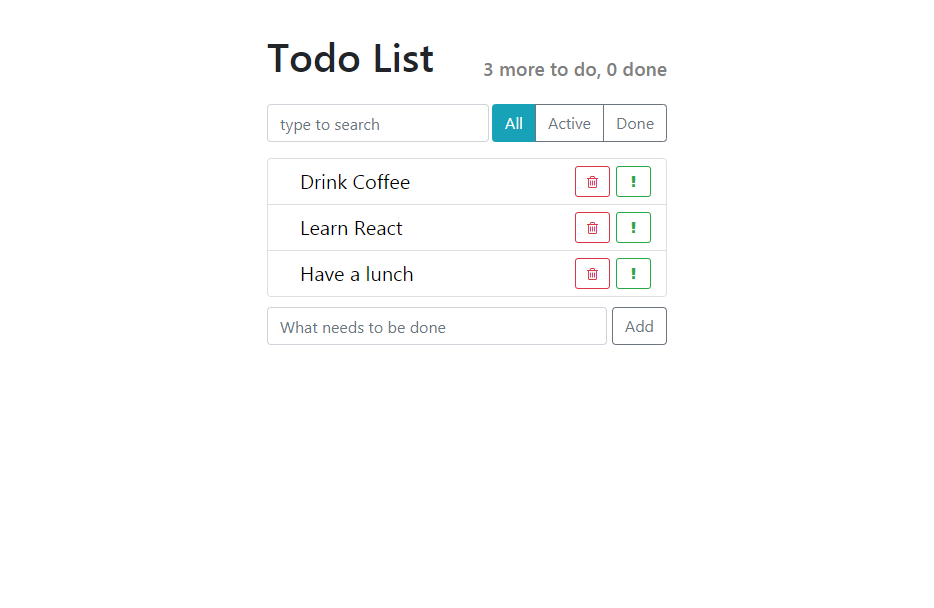 Todo List
3 more to do, 0 done
type to search
All Active Done
Drink Coffee !
Learn React !
Have a lunch !
What needs to be done Add